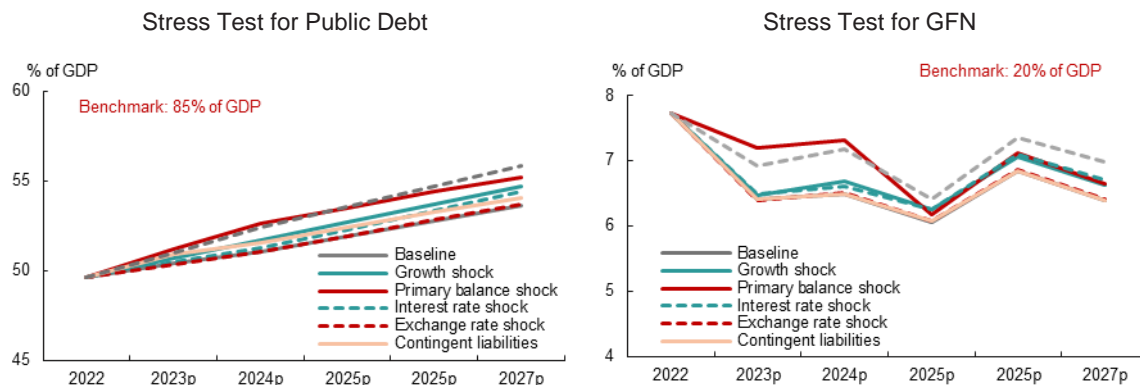 Stress Test for Public Debt
% of GDP
60
Benchmark: 85% of GDP
55
50
45
Baseline
Growth shock
Primary balance shock
Interest rate shock
Exchange rate shock
Contingent liabilities
2022 2023p 2024p 2025p 2025p 2027p
Stress Test for GFN
% of GDP
Benchmark: 20% of GDP
8
7
6
5
4
Baseline
Growth shock
Primary balance shock
Interest rate shock
Exchange rate shock
Contingent liabilities
2022 2023p 2024p 2025p 2025p 2027p